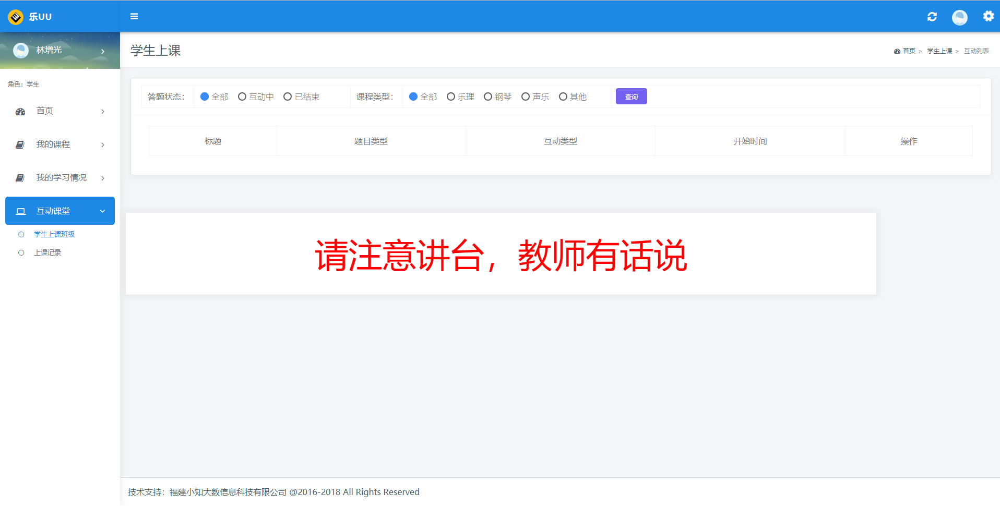 乐UU
林增光
角色：学生
首页
我的课程
我的学习情况
互动课堂
学生上课班级
上课记录
学生上课
首页 > 学生上课 > 互动列表
答题状态： 全部 互动中 已结束 课程类型： 全部 乐理 钢琴 声乐 其他 查询
标题 题目类型 互动类型 开始时间 操作
请注意讲台，教师有话说
技术支持：福建小知大数信息科技有限公司 @2016-2018 All Rights Reserved